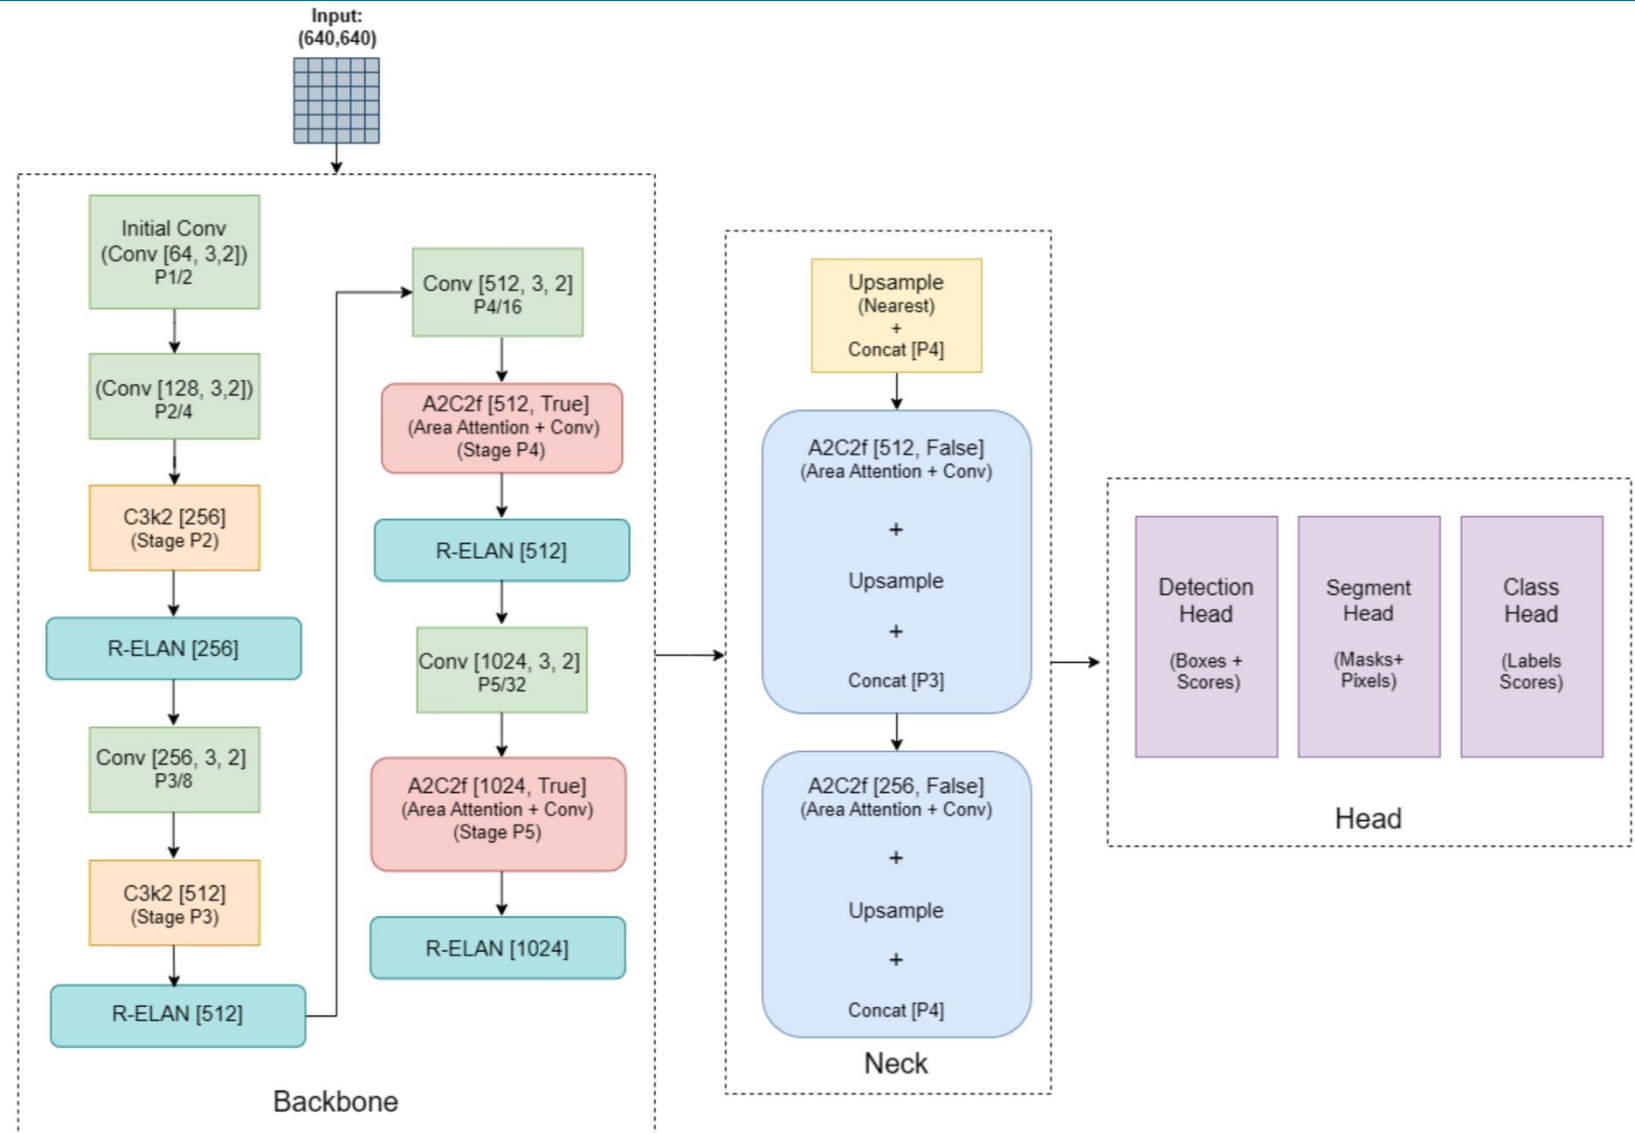 Input:
(640,640)
Initial Conv
(Conv [64, 3,2])
P1/2
(Conv [128, 3,2])
P2/4
C3k2 [256]
(Stage P2)
R-ELAN [256]
Conv [256, 3, 2]
P3/8
C3k2 [512]
(Stage P3)
R-ELAN [512]
Conv [512, 3, 2]
P4/16
A2C2f [512, True]
(Area Attention + Conv)
(Stage P4)
R-ELAN [512]
Conv [1024, 3, 2]
P5/32
A2C2f [1024, True]
(Area Attention + Conv)
(Stage P5)
R-ELAN [1024]
Backbone
Upsample
(Nearest)
+
Concat [P4]
A2C2f [512, False]
(Area Attention + Conv)
+
Upsample
+
Concat [P3]
A2C2f [256, False]
(Area Attention + Conv)
+
Upsample
+
Concat [P4]
Neck
Detection
Head
(Boxes +
Scores)
Segment
Head
(Masks+
Pixels)
Class
Head
(Labels
Scores)
Head